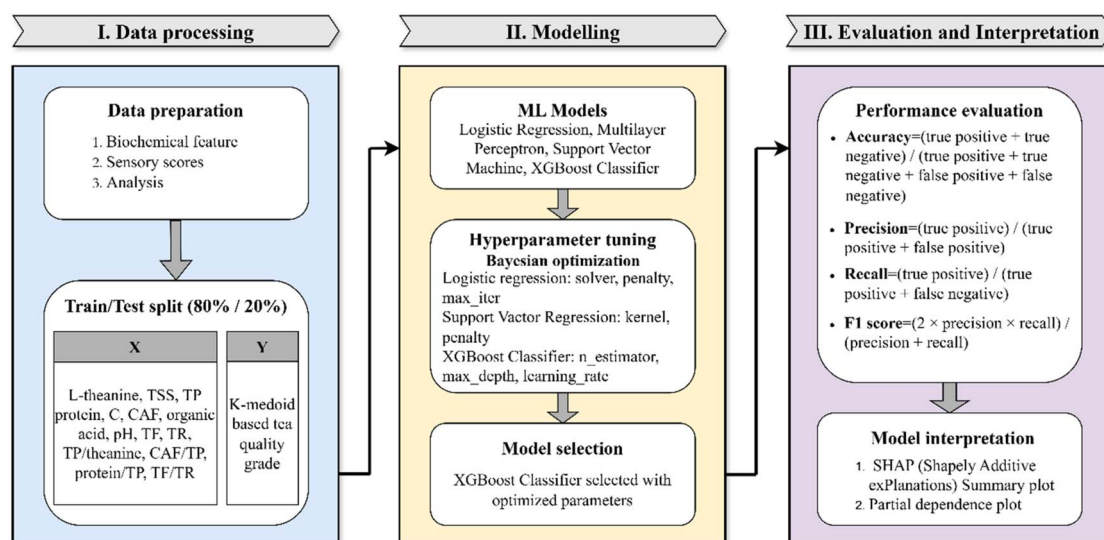 I. Data processing
II. Modelling
III. Evaluation and Interpretation
Data preparation
1. Biochemical feature
2. Sensory scores
3. Analysis
Train/Test split (80% / 20%)
X
Y
L-theanine, TSS, TP
protein, C, CAF, organic
acid, pH, TF, TR,
TP/theanine, CAF/TP,
protein/TP, TF/TR
K-medoid
based tea
quality
grade
ML Models
Logistic Regression, Multilayer
Perceptron, Support Vector
Machine, XGBoost Classifier
Hyperparameter tuning
Bayesian optimization
Logistic regression: solver, penalty,
max_iter
Support Vactor Regression: kernel,
penalty
XGBoost Classifier: n_estimator,
max_depth, learning_rate
Model selection
XGBoost Classifier selected with
optimized parameters
Performance evaluation
• Accuracy=(true positive + true
negative) / (true positive + true
negative + false positive + false
negative)
• Precision=(true positive) / (true
positive + false positive)
• Recall=(true positive) / (true
positive + false negative)
• F1 score=(2 × precision × recall) /
(precision + recall)
Model interpretation
1. SHAP (Shapely Additive
exPlanations) Summary plot
2. Partial dependence plot